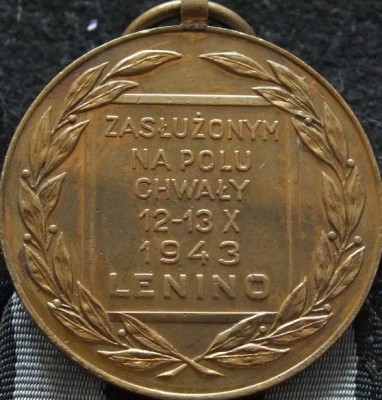 ZASŁUŻONYM
NA POLU
CHWAŁY
12-13 X
1943
LENINO